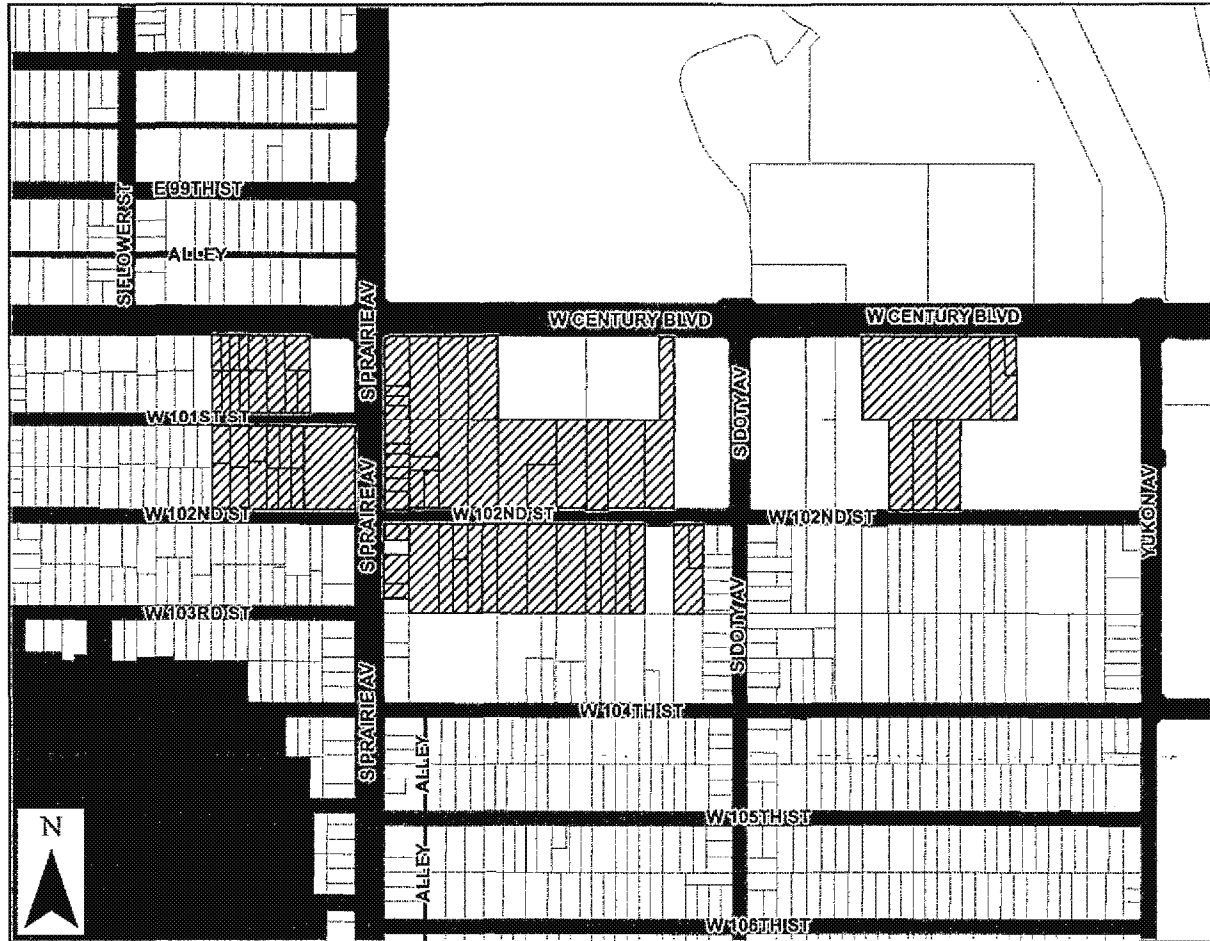 E 99TH ST
S FLOWER ST
ALLEY
S PRAIRIE AV
W CENTURY BLVD
W CENTURY BLVD
W 101ST ST
S DOTY AV
S PRAIRIE AV
W 102ND ST
W 102ND ST
W 102ND ST
YUKON AV
W 103RD ST
S DOTY AV
S PRAIRIE AV
W 104TH ST
ALLEY
W 105TH ST
N
ALLEY
W 106TH ST